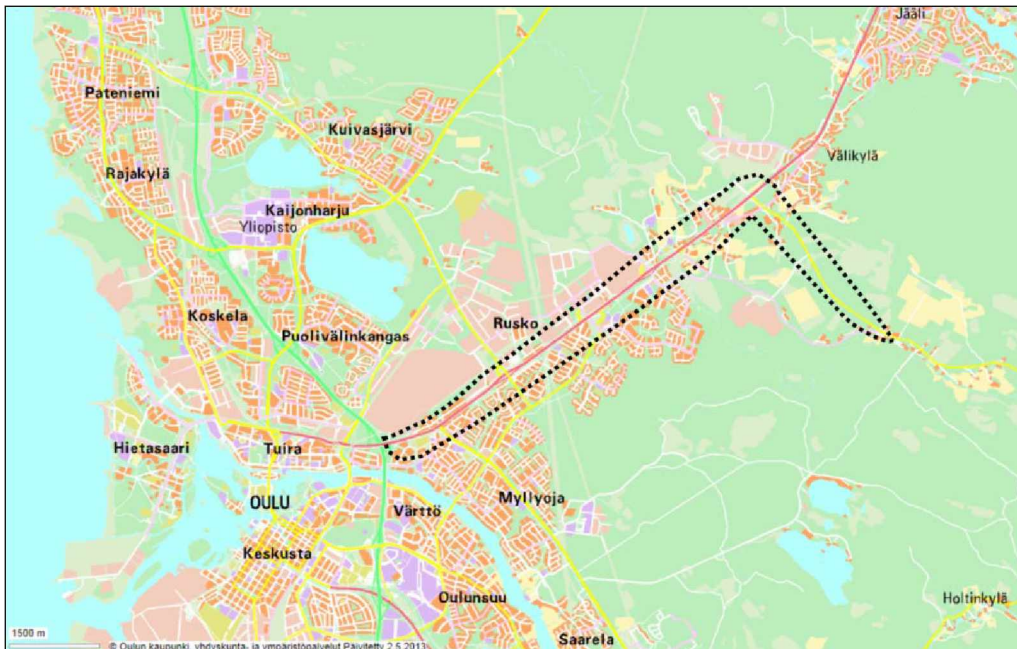 Jääli
Pateniemi
Kuivasjärvi
Välikylä
Rajakylä
Kaijonharju
Yliopisto
Koskela
Rusko
Puolivälinkangas
Hietasaari
Tuira
OULU
Värttö
Myllyoja
Keskusta
Oulunsuu
Holtinkylä
Saarela
1500 m
© Oulun kaupunki, yhdyskunta- ja ympäristöpalvelut Päivitetty 2.5.2013